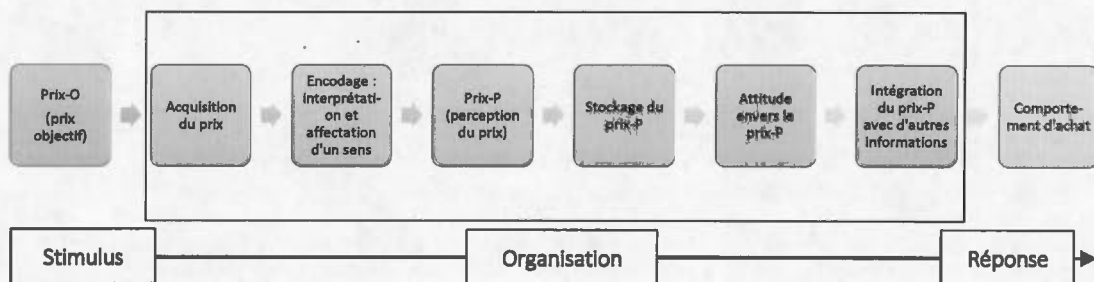 Prix-O
(prix
objectif)
Acquisition
du prix
Encodage :
interprétati-
on et
affectation
d'un sens
Prix-P
(perception
du prix)
Stockage du
prix-P
Attitude
envers le
prix-P
Intégration
du prix-P
avec d'autres
informations
Comporte-
ment d'achat
Stimulus
Organisation
Réponse